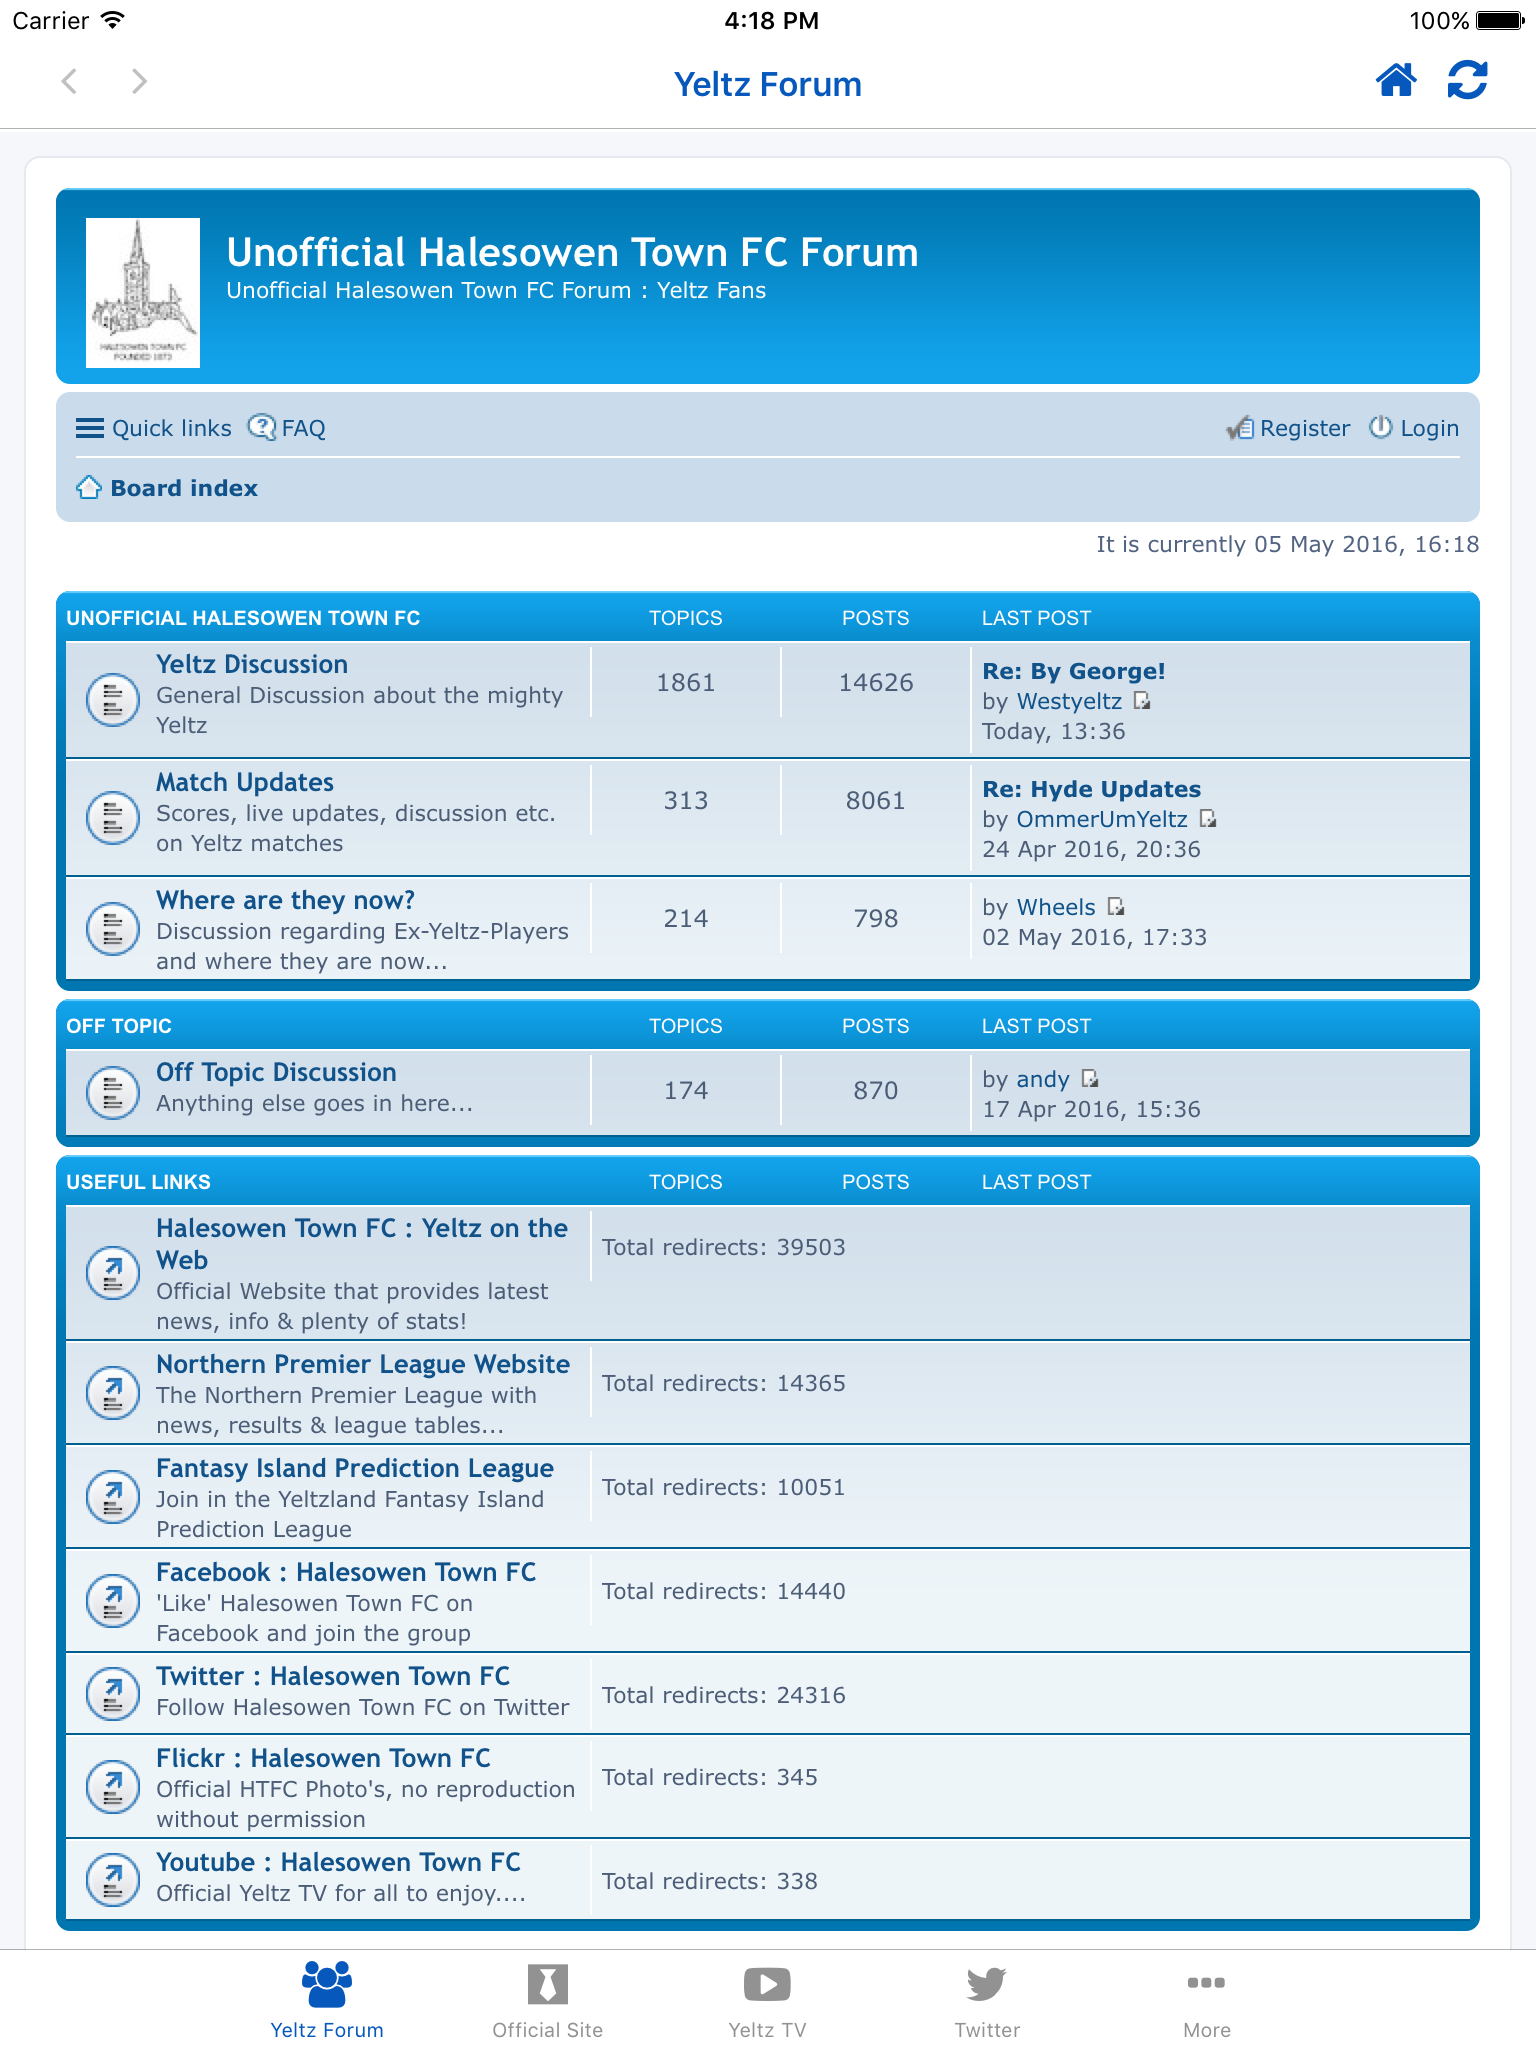 Carrier 4:18 PM 100%
Yeltz Forum
Unofficial Halesowen Town FC Forum
Unofficial Halesowen Town FC Forum : Yeltz Fans
HALESOWEN TOWN FC
FOUNDED 1873
Quick links FAQ Register Login
Board index
It is currently 05 May 2016, 16:18
UNOFFICIAL HALESOWEN TOWN FC TOPICS POSTS LAST POST
Yeltz Discussion
General Discussion about the mighty
Yeltz
1861 14626
Re: By George!
by Westyeltz
Today, 13:36
Match Updates
Scores, live updates, discussion etc.
on Yeltz matches
313 8061
Re: Hyde Updates
by OmmerUmYeltz
24 Apr 2016, 20:36
Where are they now?
Discussion regarding Ex-Yeltz-Players
and where they are now...
214 798
by Wheels
02 May 2016, 17:33
OFF TOPIC TOPICS POSTS LAST POST
Off Topic Discussion
Anything else goes in here...
174 870
by andy
17 Apr 2016, 15:36
USEFUL LINKS TOPICS POSTS LAST POST
Halesowen Town FC : Yeltz on the
Web
Official Website that provides latest
news, info & plenty of stats!
Total redirects: 39503
Northern Premier League Website
The Northern Premier League with
news, results & league tables...
Total redirects: 14365
Fantasy Island Prediction League
Join in the Yeltzland Fantasy Island
Prediction League
Total redirects: 10051
Facebook : Halesowen Town FC
'Like' Halesowen Town FC on
Facebook and join the group
Total redirects: 14440
Twitter : Halesowen Town FC
Follow Halesowen Town FC on Twitter
Total redirects: 24316
Flickr : Halesowen Town FC
Official HTFC Photo's, no reproduction
without permission
Total redirects: 345
Youtube : Halesowen Town FC
Official Yeltz TV for all to enjoy....
Total redirects: 338
Yeltz Forum Official Site Yeltz TV Twitter More